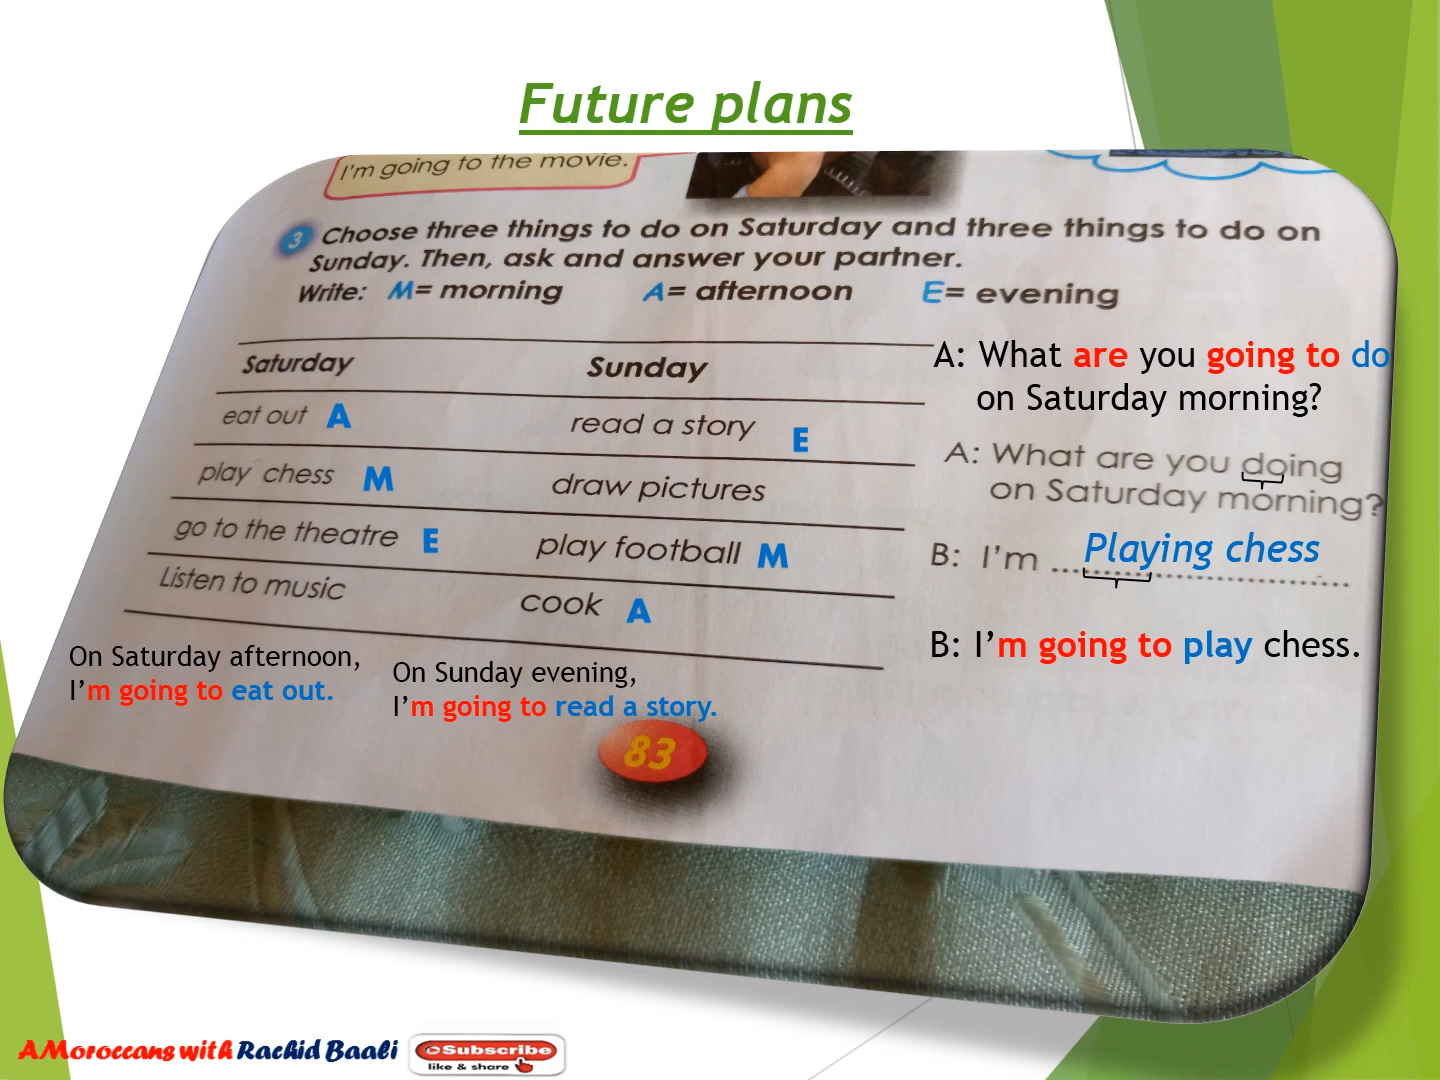 Future plans
I'm going to the movie.
3 Choose three things to do on Saturday and three things to do on
Sunday. Then, ask and answer your partner.
Write: M= morning A= afternoon E= evening
Saturday Sunday
eat out A read a story E
play chess M draw pictures
go to the theatre E play football M
Listen to music cook A
A: What are you going to do
on Saturday morning?
A: What are you doing
on Saturday morning?
B: I'm .................................... Playing chess
B: I'm going to play chess.
On Saturday afternoon,
I'm going to eat out.
On Sunday evening,
I'm going to read a story.
83
AMoroccans with Rachid Baali
Subscribe
like & share